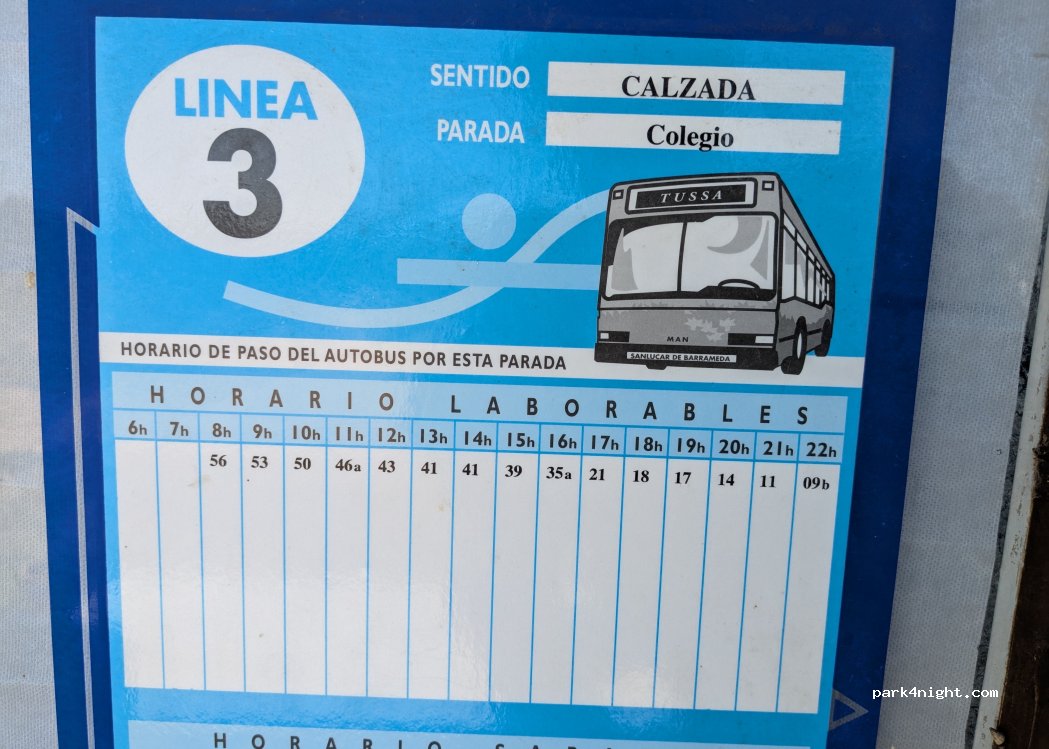 LINEA
3
SENTIDO CALZADA
PARADA Colegio
TUSSA
MAN
SANLUCAR DE BARRAMEDA
HORARIO DE PASO DEL AUTOBUS POR ESTA PARADA
HORARIO LABORABLES
6h 7h 8h 9h 10h 11h 12h 13h 14h 15h 16h 17h 18h 19h 20h 21h 22h
56 53 50 46a 43 41 41 39 35a 21 18 17 14 11 09b
park4night.com
HORARIO